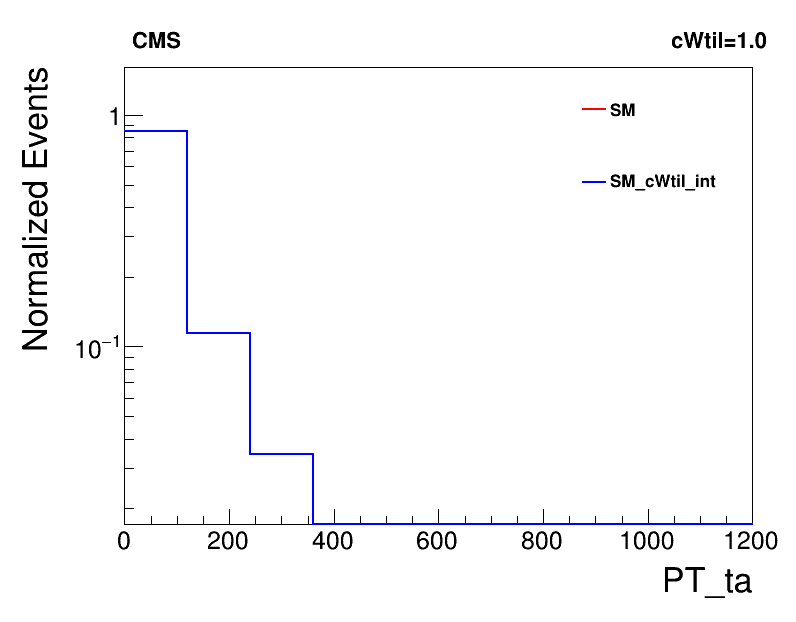 CMS
cWtil=1.0
Normalized Events
SM
SM_cWtil_int
1
10⁻¹
0 200 400 600 800 1000 1200
PT_ta